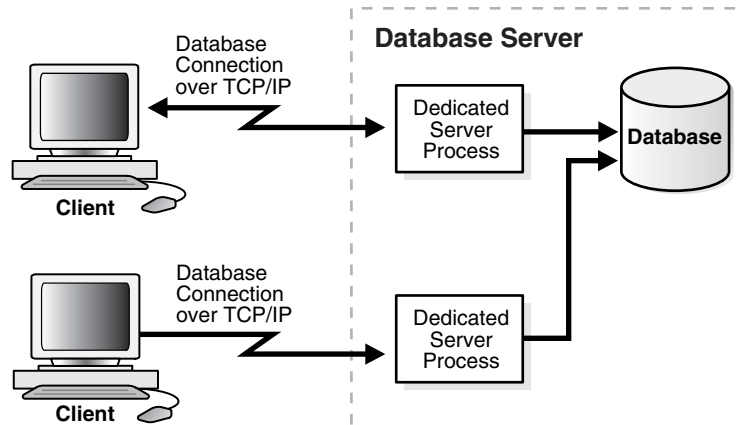 Database
Connection
over TCP/IP
Client
Database Server
Dedicated
Server
Process
Database
Database
Connection
over TCP/IP
Client
Dedicated
Server
Process